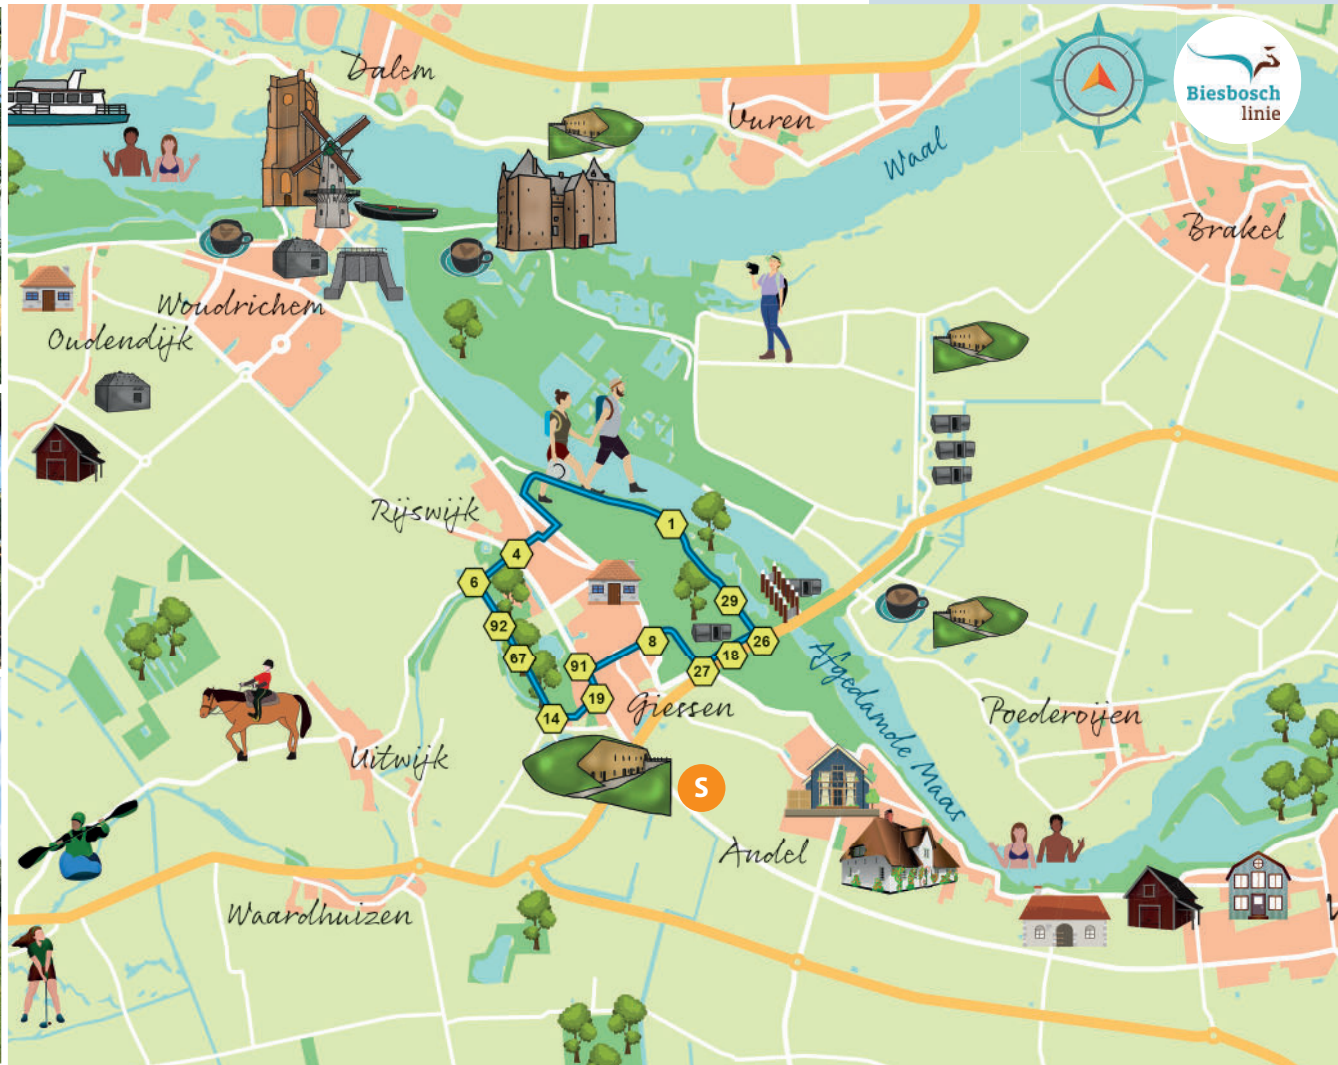 Dalem
Vuren
Waal
Biesbosch
linie
Brakel
Woudrichem
Oudendijk
Rijswijk
1
4
6
29
92
8
26
18
67
91
27
19
14
Giessen
Afgedamde Maas
Poederoijen
Uitwijk
S
Andel
Waardhuizen